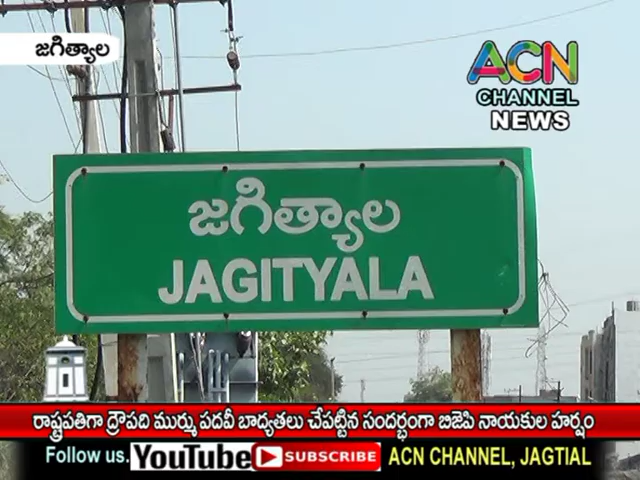 జగిత్యాల
ACN
CHANNEL
NEWS
జగిత్యాల
JAGITYALA
రాష్ట్రపతిగా ద్రౌపది ముర్ము పదవీ బాధ్యతలు చేపట్టిన సందర్భంగా బిజెపి నాయకుల హర్షం
Follow us. YouTube SUBSCRIBE ACN CHANNEL, JAGTIAL